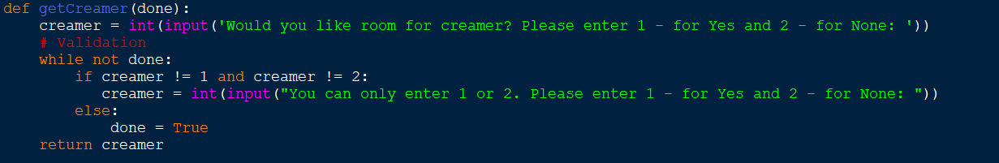 def getCreamer(done):
    creamer = int(input('Would you like room for creamer? Please enter 1 - for Yes and 2 - for None: '))
    # Validation
    while not done:
        if creamer != 1 and creamer != 2:
           creamer = int(input("You can only enter 1 or 2. Please enter 1 - for Yes and 2 - for None: "))
        else:
            done = True
    return creamer